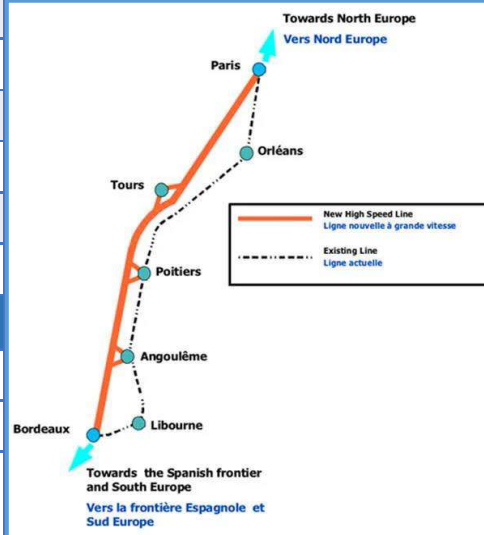 Towards North Europe
Vers Nord Europe
Paris
Orléans
Tours
New High Speed Line
Ligne nouvelle à grande vitesse
Existing Line
Ligne actuelle
Poitiers
Angoulême
Bordeaux
Libourne
Towards the Spanish frontier
and South Europe
Vers la frontière Espagnole et
Sud Europe